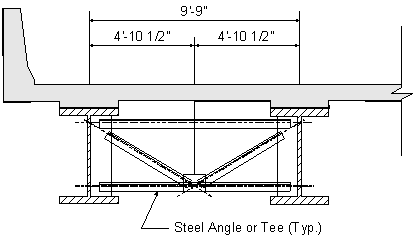 9'-9"
4'-10 1/2" 4'-10 1/2"
Steel Angle or Tee (Typ.)